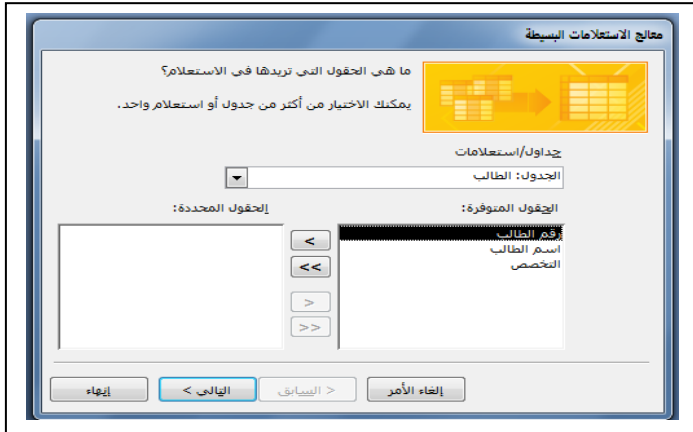 معالج الاستعلامات البسيطة
ما هي الحقول التي تريدها في الاستعلام؟
يمكنك الاختيار من أكثر من جدول أو استعلام واحد.
جداول/استعلامات
الجدول: الطالب
الحقول المتوفرة:
الحقول المحددة:
رقم الطالب
اسم الطالب
التخصص
<
<<
>
>>
إلغاء الأمر
< السابق
التالي >
إنهاء